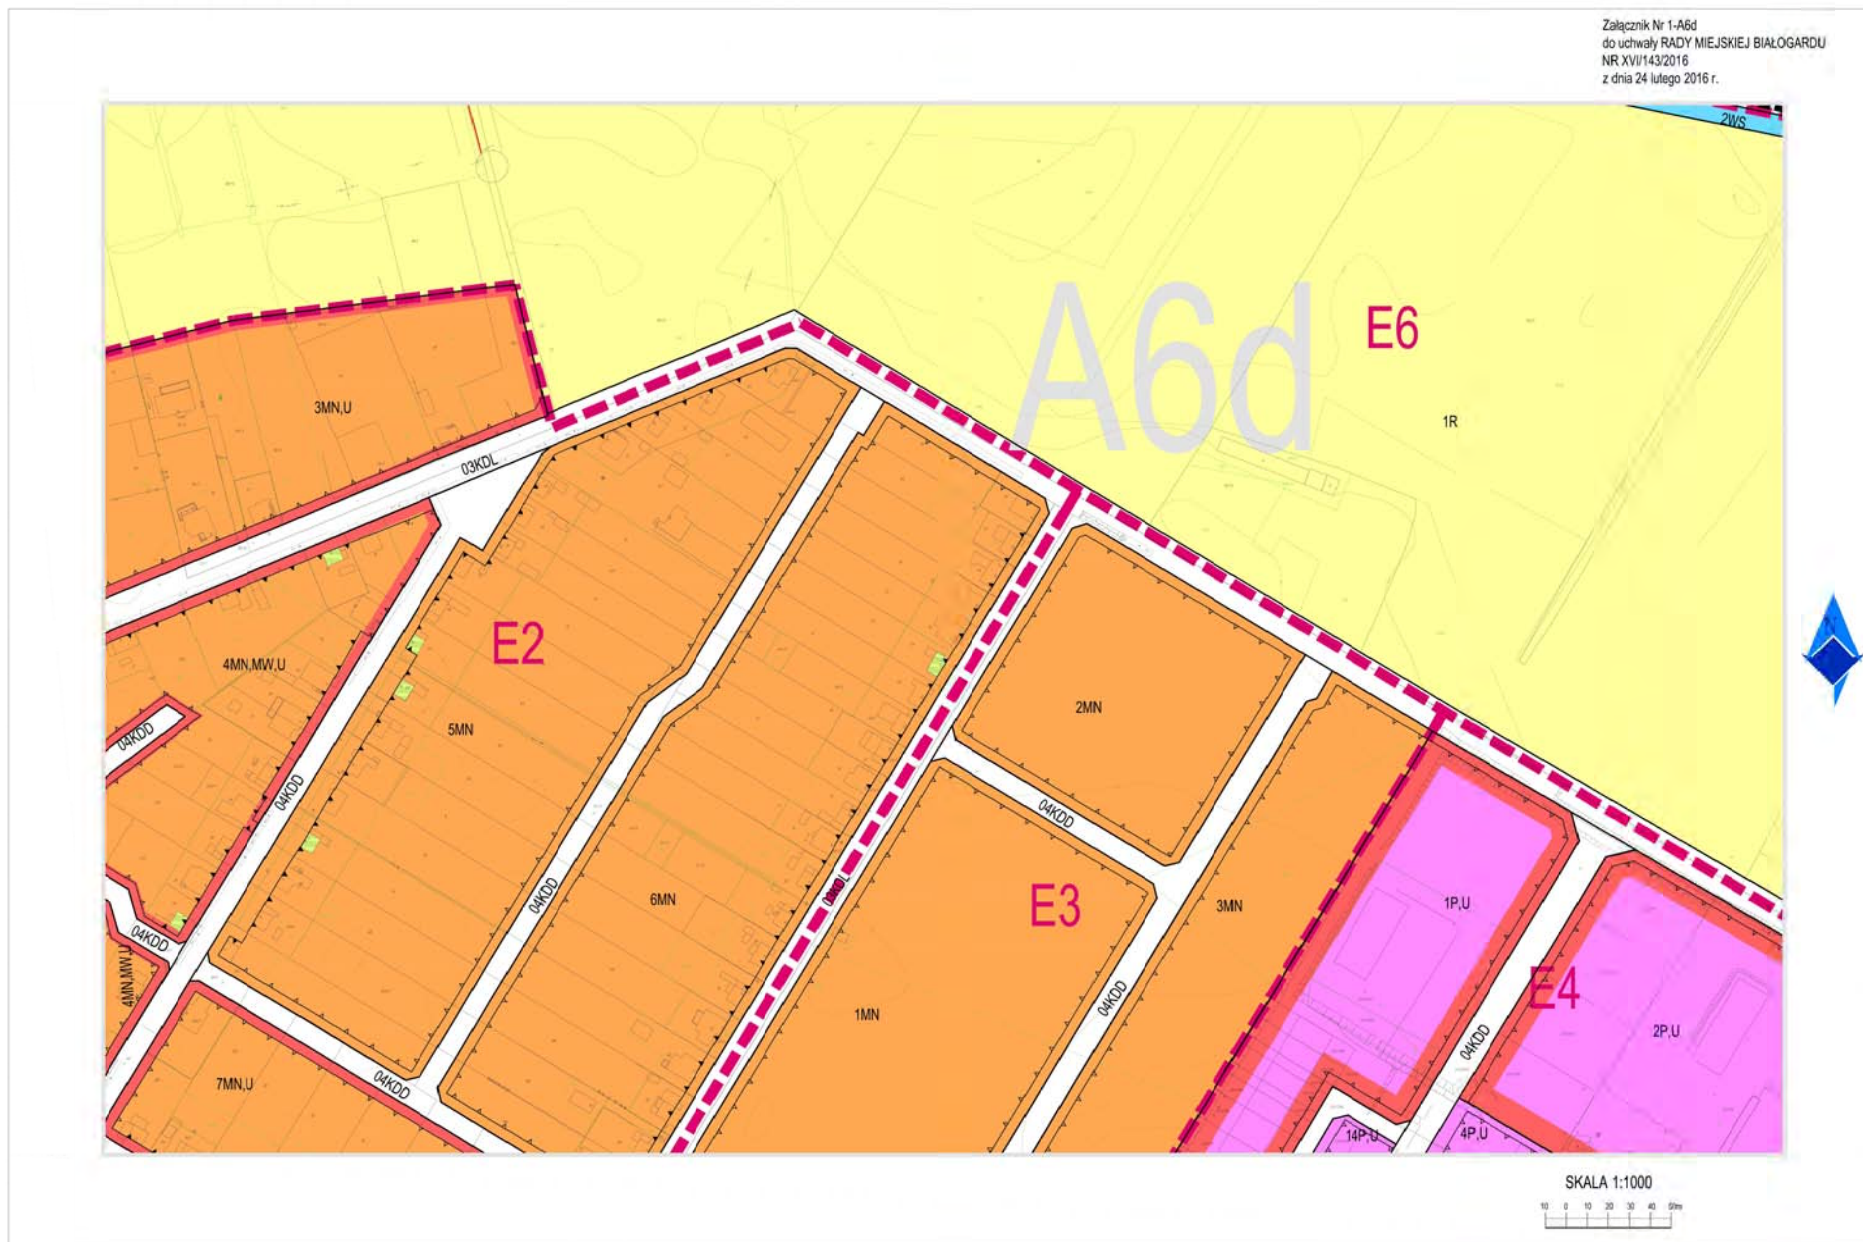 Załącznik Nr 1-A6d
do uchwały RADY MIEJSKIEJ BIAŁOGARDU
NR XVI/143/2016
z dnia 24 lutego 2016 r.
2WS
A6d
E6
3MN,U
1R
03KDL
E2
4MN,MW,U
2MN
5MN
04KDD
04KDD
04KDD
E3
6MN
04KDD
3MN
1P,U
04KDD
4MN,MW,U
E4
04KDD
1MN
2P,U
04KDD
7MN,U
04KDD
14P,U
4P,U
N
SKALA 1:1000
10 0 10 20 30 40 50m